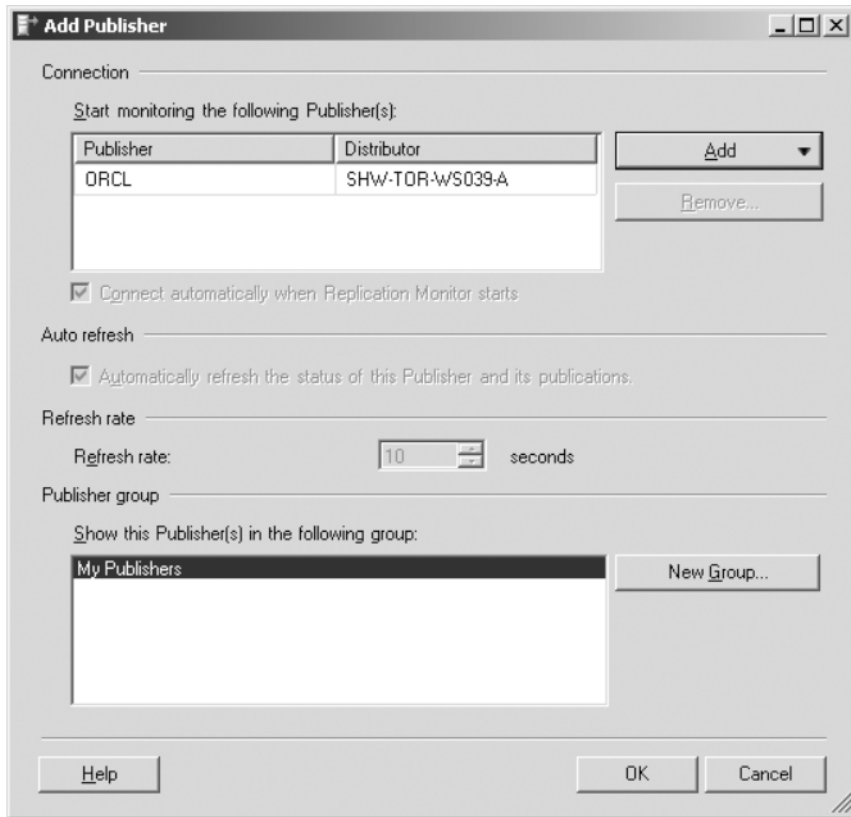 Add Publisher
Connection
Start monitoring the following Publisher(s):
Publisher Distributor Add
ORCL SHW-TOR-WS039-A
Remove...
Connect automatically when Replication Monitor starts
Auto refresh
Automatically refresh the status of this Publisher and its publications.
Refresh rate
Refresh rate: 10 seconds
Publisher group
Show this Publisher(s) in the following group:
My Publishers New Group...
Help OK Cancel